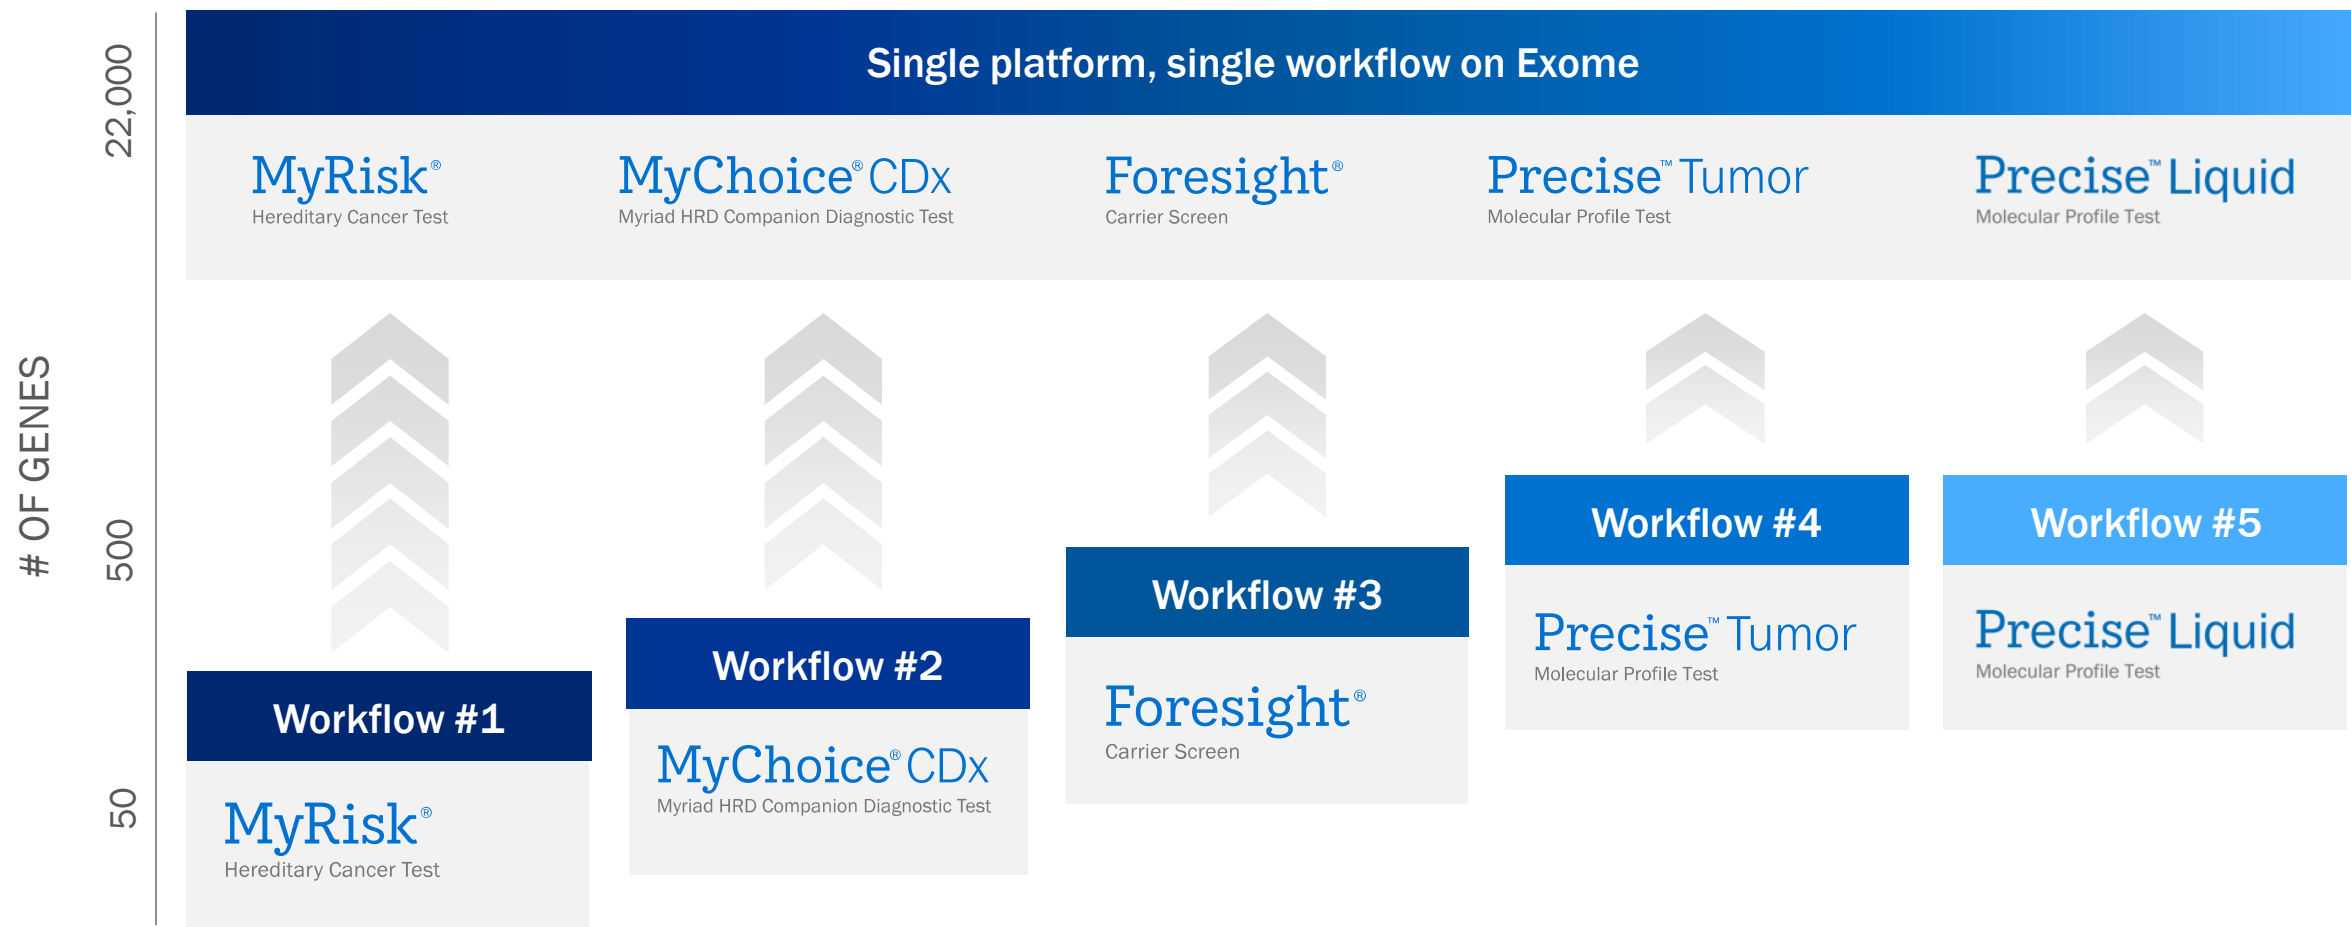 Single platform, single workflow on Exome
MyRisk®
Hereditary Cancer Test
MyChoice® CDx
Myriad HRD Companion Diagnostic Test
Foresight®
Carrier Screen
Precise™ Tumor
Molecular Profile Test
Precise™ Liquid
Molecular Profile Test
# OF GENES
22,000
500
50
Workflow #1
MyRisk®
Hereditary Cancer Test
Workflow #2
MyChoice® CDx
Myriad HRD Companion Diagnostic Test
Workflow #3
Foresight®
Carrier Screen
Workflow #4
Precise™ Tumor
Molecular Profile Test
Workflow #5
Precise™ Liquid
Molecular Profile Test